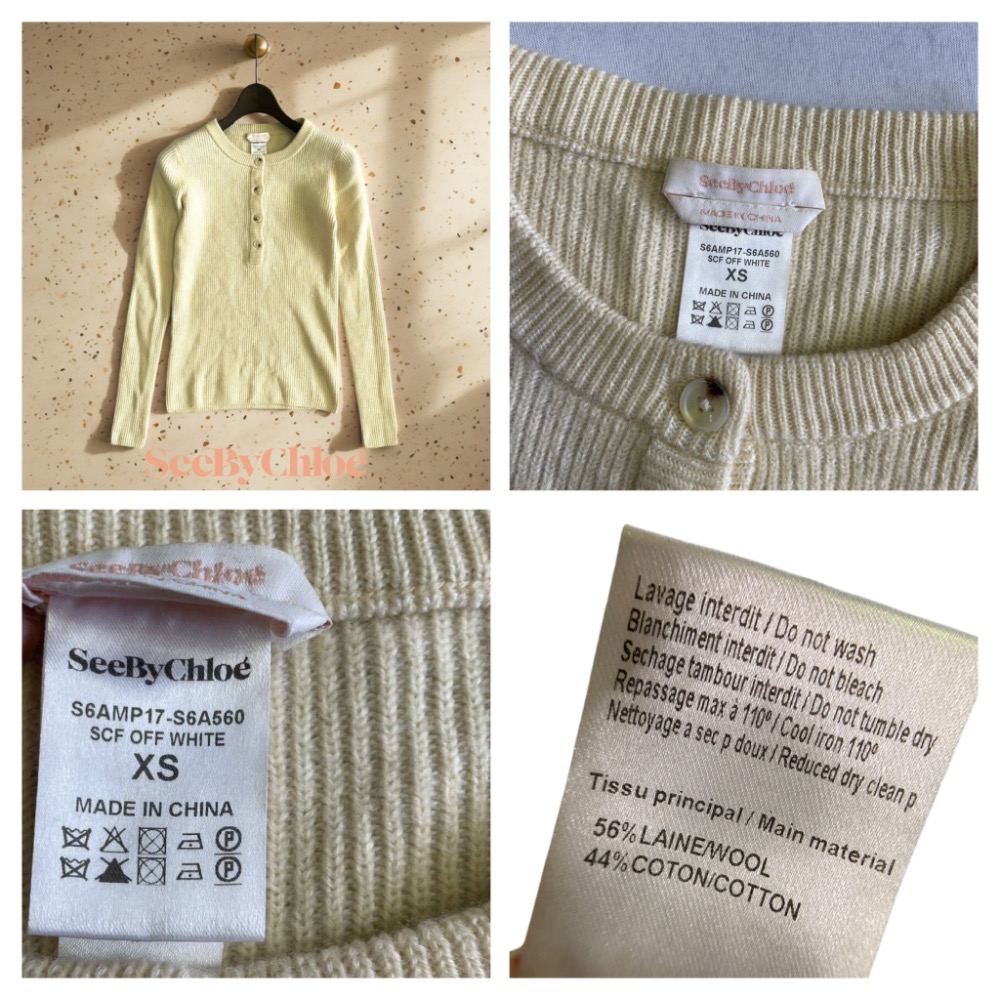 SeeByChloé
SeeByChloé
MADE IN CHINA
SeeByChloé
S6AMP17-S6A560
SCF OFF WHITE
XS
MADE IN CHINA
P
P
SeeByChloé
SeeByChloé
S6AMP17-S6A560
SCF OFF WHITE
XS
MADE IN CHINA
P
P
Lavage interdit / Do not wash
Blanchiment interdit / Do not bleach
Sechage tambour interdit / Do not tumble dry
Repassage max à 110º / Cool iron 110º
Nettoyage a sec p doux / Reduced dry clean p
Tissu principal / Main material
56% LAINE/WOOL
44% COTON/COTTON